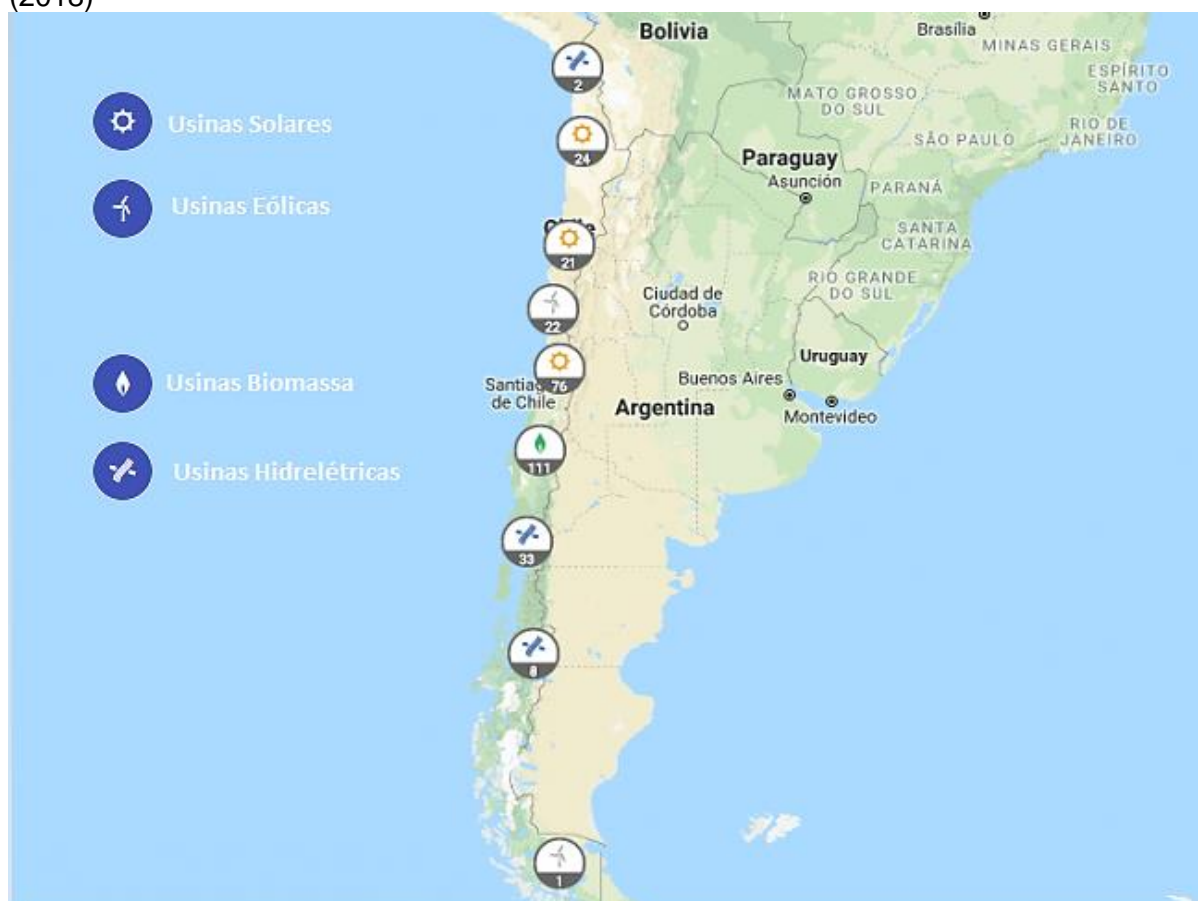 (2018)
Bolivia
Brasília
MINAS GERAIS
ESPÍRITO
SANTO
2
MATO GROSSO
DO SUL
Usinas Solares
RIO DE
JANEIRO
SÃO PAULO
24
Paraguay
Asunción
PARANÁ
Usinas Eólicas
Chile
SANTA
CATARINA
21
RIO GRANDE
DO SUL
Ciudad de
Córdoba
22
Uruguay
Usinas Biomassa
Buenos Aires
76
de Chile
Argentina
Montevideo
111
Usinas Hidrelétricas
33
8
1